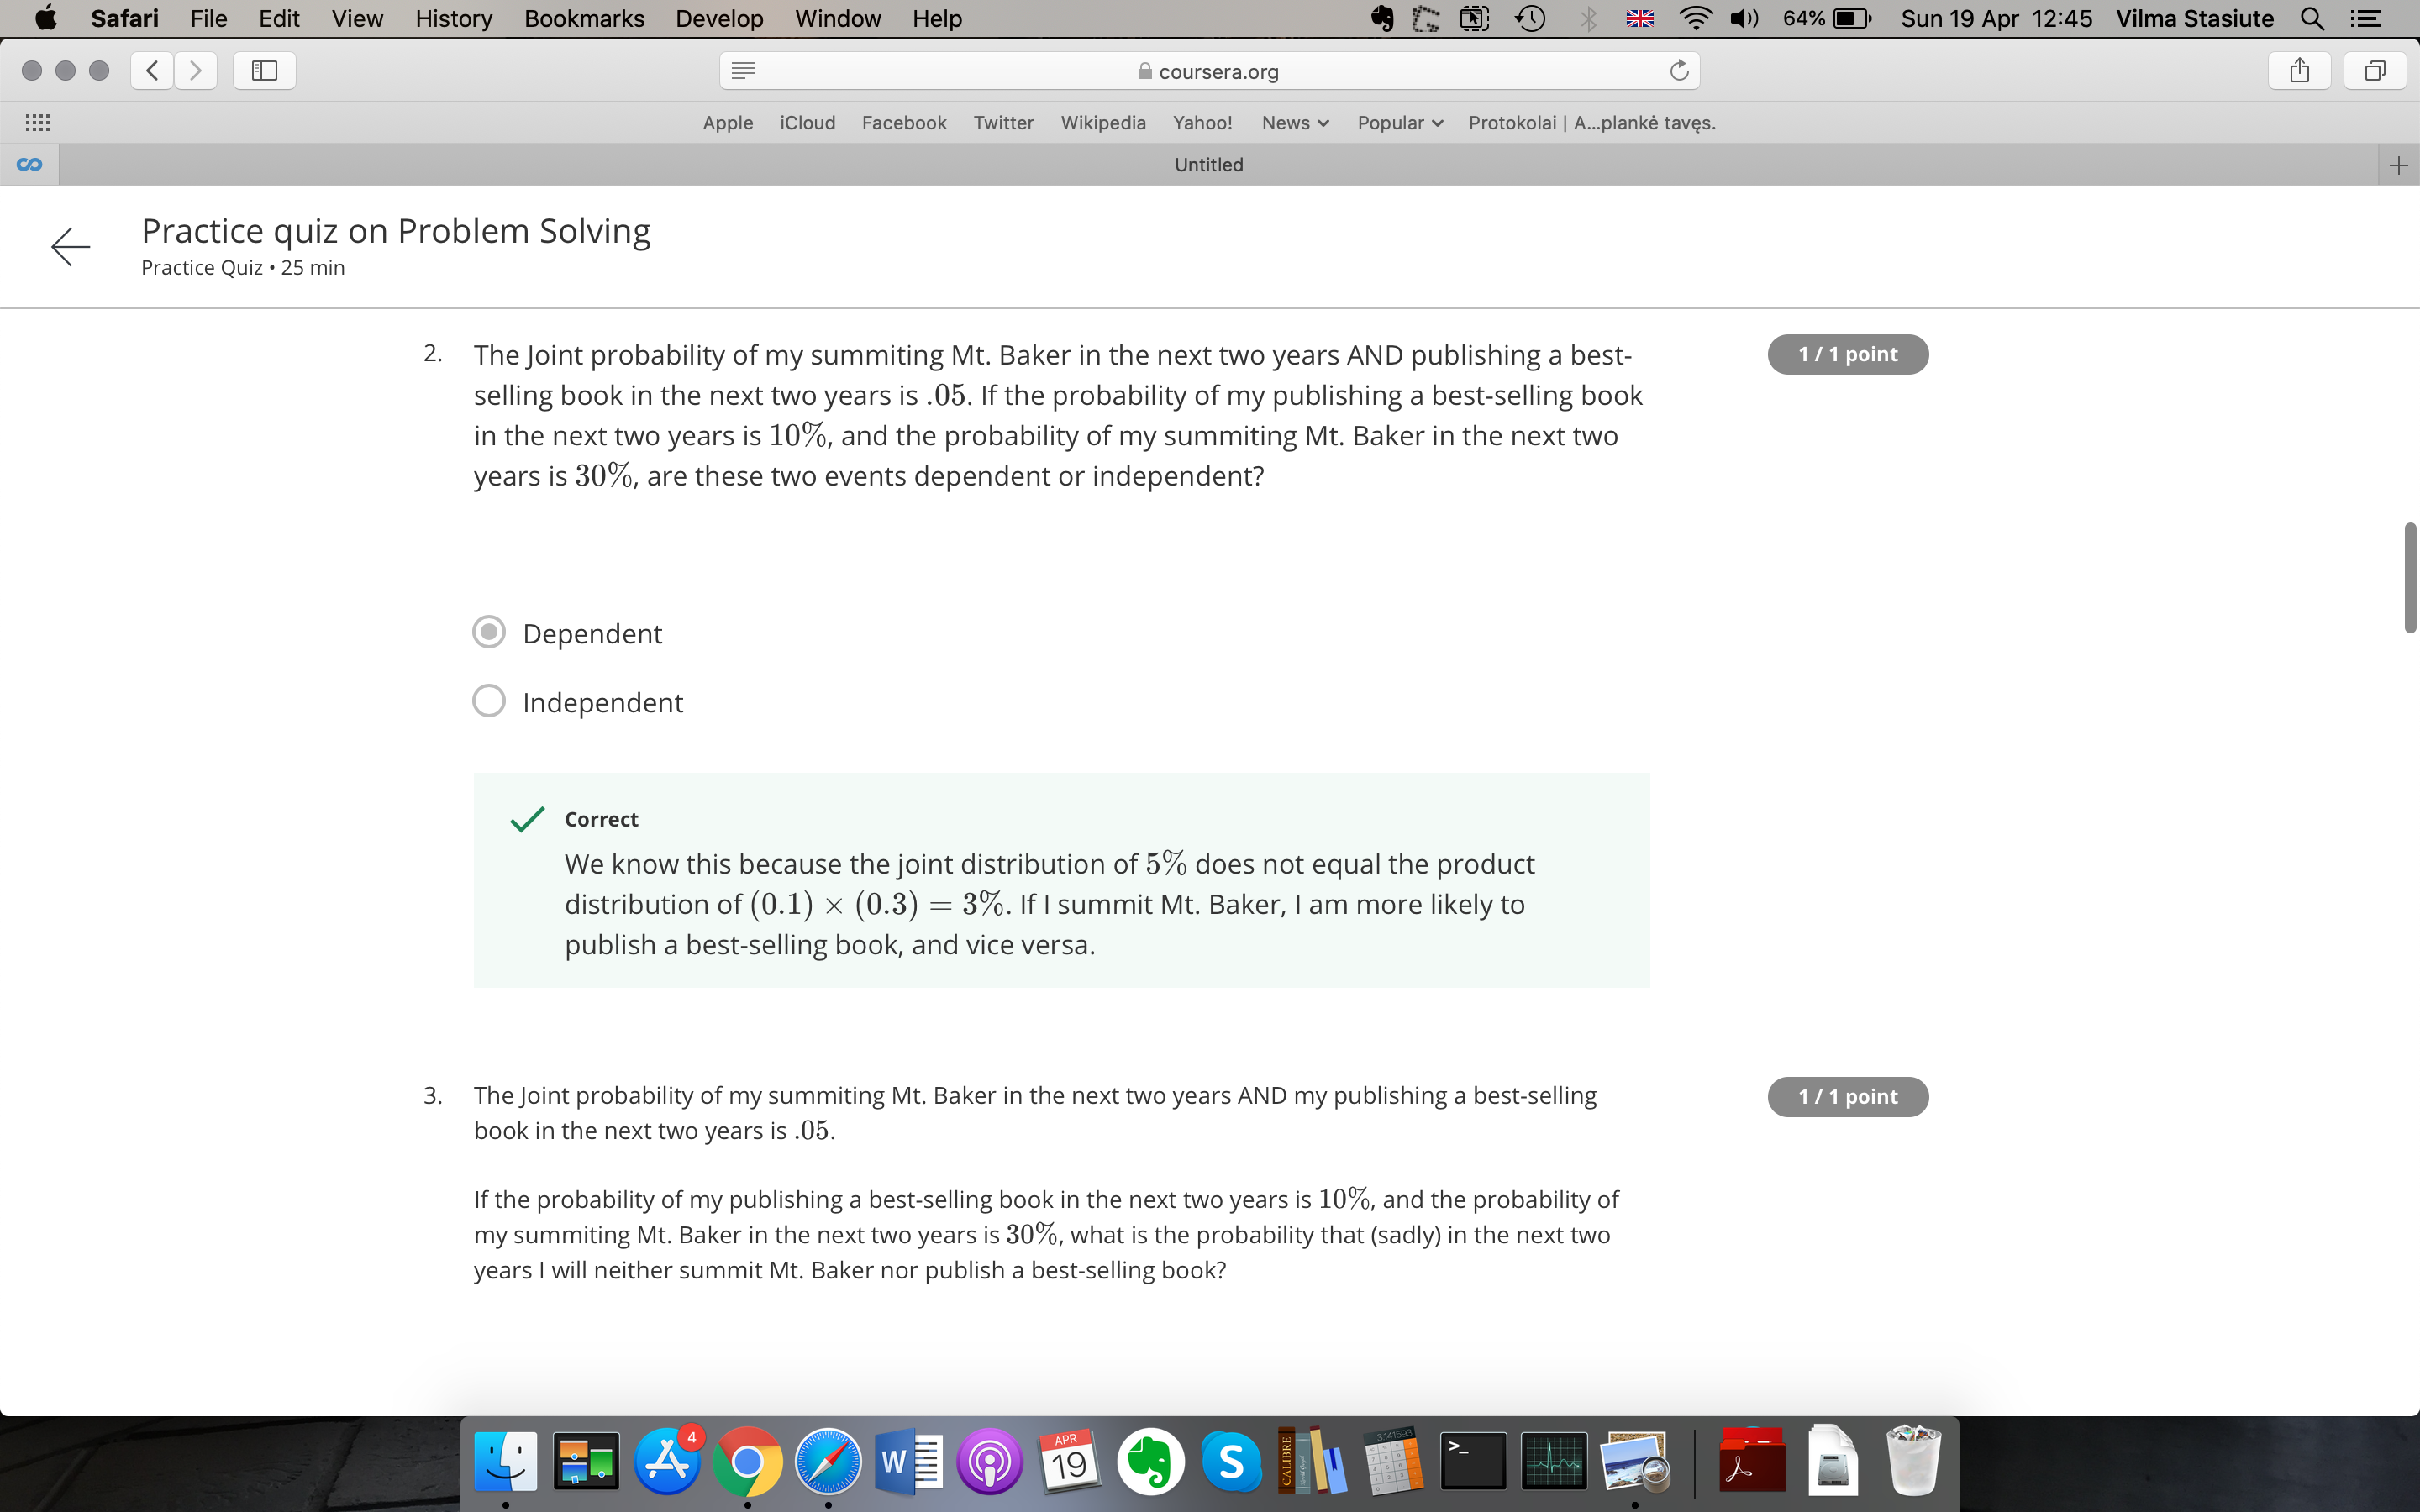 Safari File Edit View History Bookmarks Develop Window Help 64% Sun 19 Apr 12:45 Vilma Stasiute
coursera.org
Apple iCloud Facebook Twitter Wikipedia Yahoo! News Popular Protokolai | A...plankė tavęs.
Untitled
Practice quiz on Problem Solving
Practice Quiz • 25 min
2. The Joint probability of my summiting Mt. Baker in the next two years AND publishing a best-
selling book in the next two years is .05. If the probability of my publishing a best-selling book
in the next two years is 10%, and the probability of my summiting Mt. Baker in the next two
years is 30%, are these two events dependent or independent?
1 / 1 point
Dependent
Independent
Correct
We know this because the joint distribution of 5% does not equal the product
distribution of (0.1) × (0.3) = 3%. If I summit Mt. Baker, I am more likely to
publish a best-selling book, and vice versa.
3. The Joint probability of my summiting Mt. Baker in the next two years AND my publishing a best-selling
book in the next two years is .05.
1 / 1 point
If the probability of my publishing a best-selling book in the next two years is 10%, and the probability of
my summiting Mt. Baker in the next two years is 30%, what is the probability that (sadly) in the next two
years I will neither summit Mt. Baker nor publish a best-selling book?
4
W
APR
19
S
CALIBRE
3.141593
>_